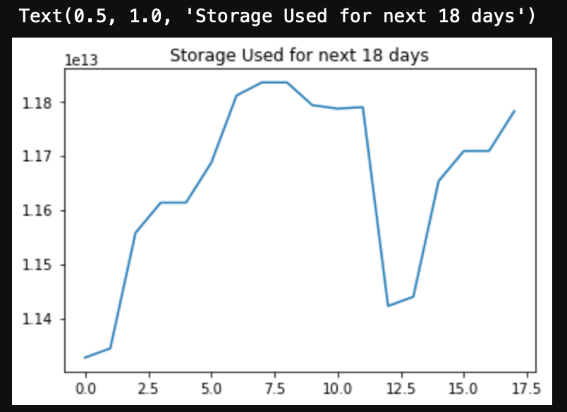 Text(0.5, 1.0, 'Storage Used for next 18 days')
Storage Used for next 18 days
1e13
1.18
1.17
1.16
1.15
1.14
0.0 2.5 5.0 7.5 10.0 12.5 15.0 17.5